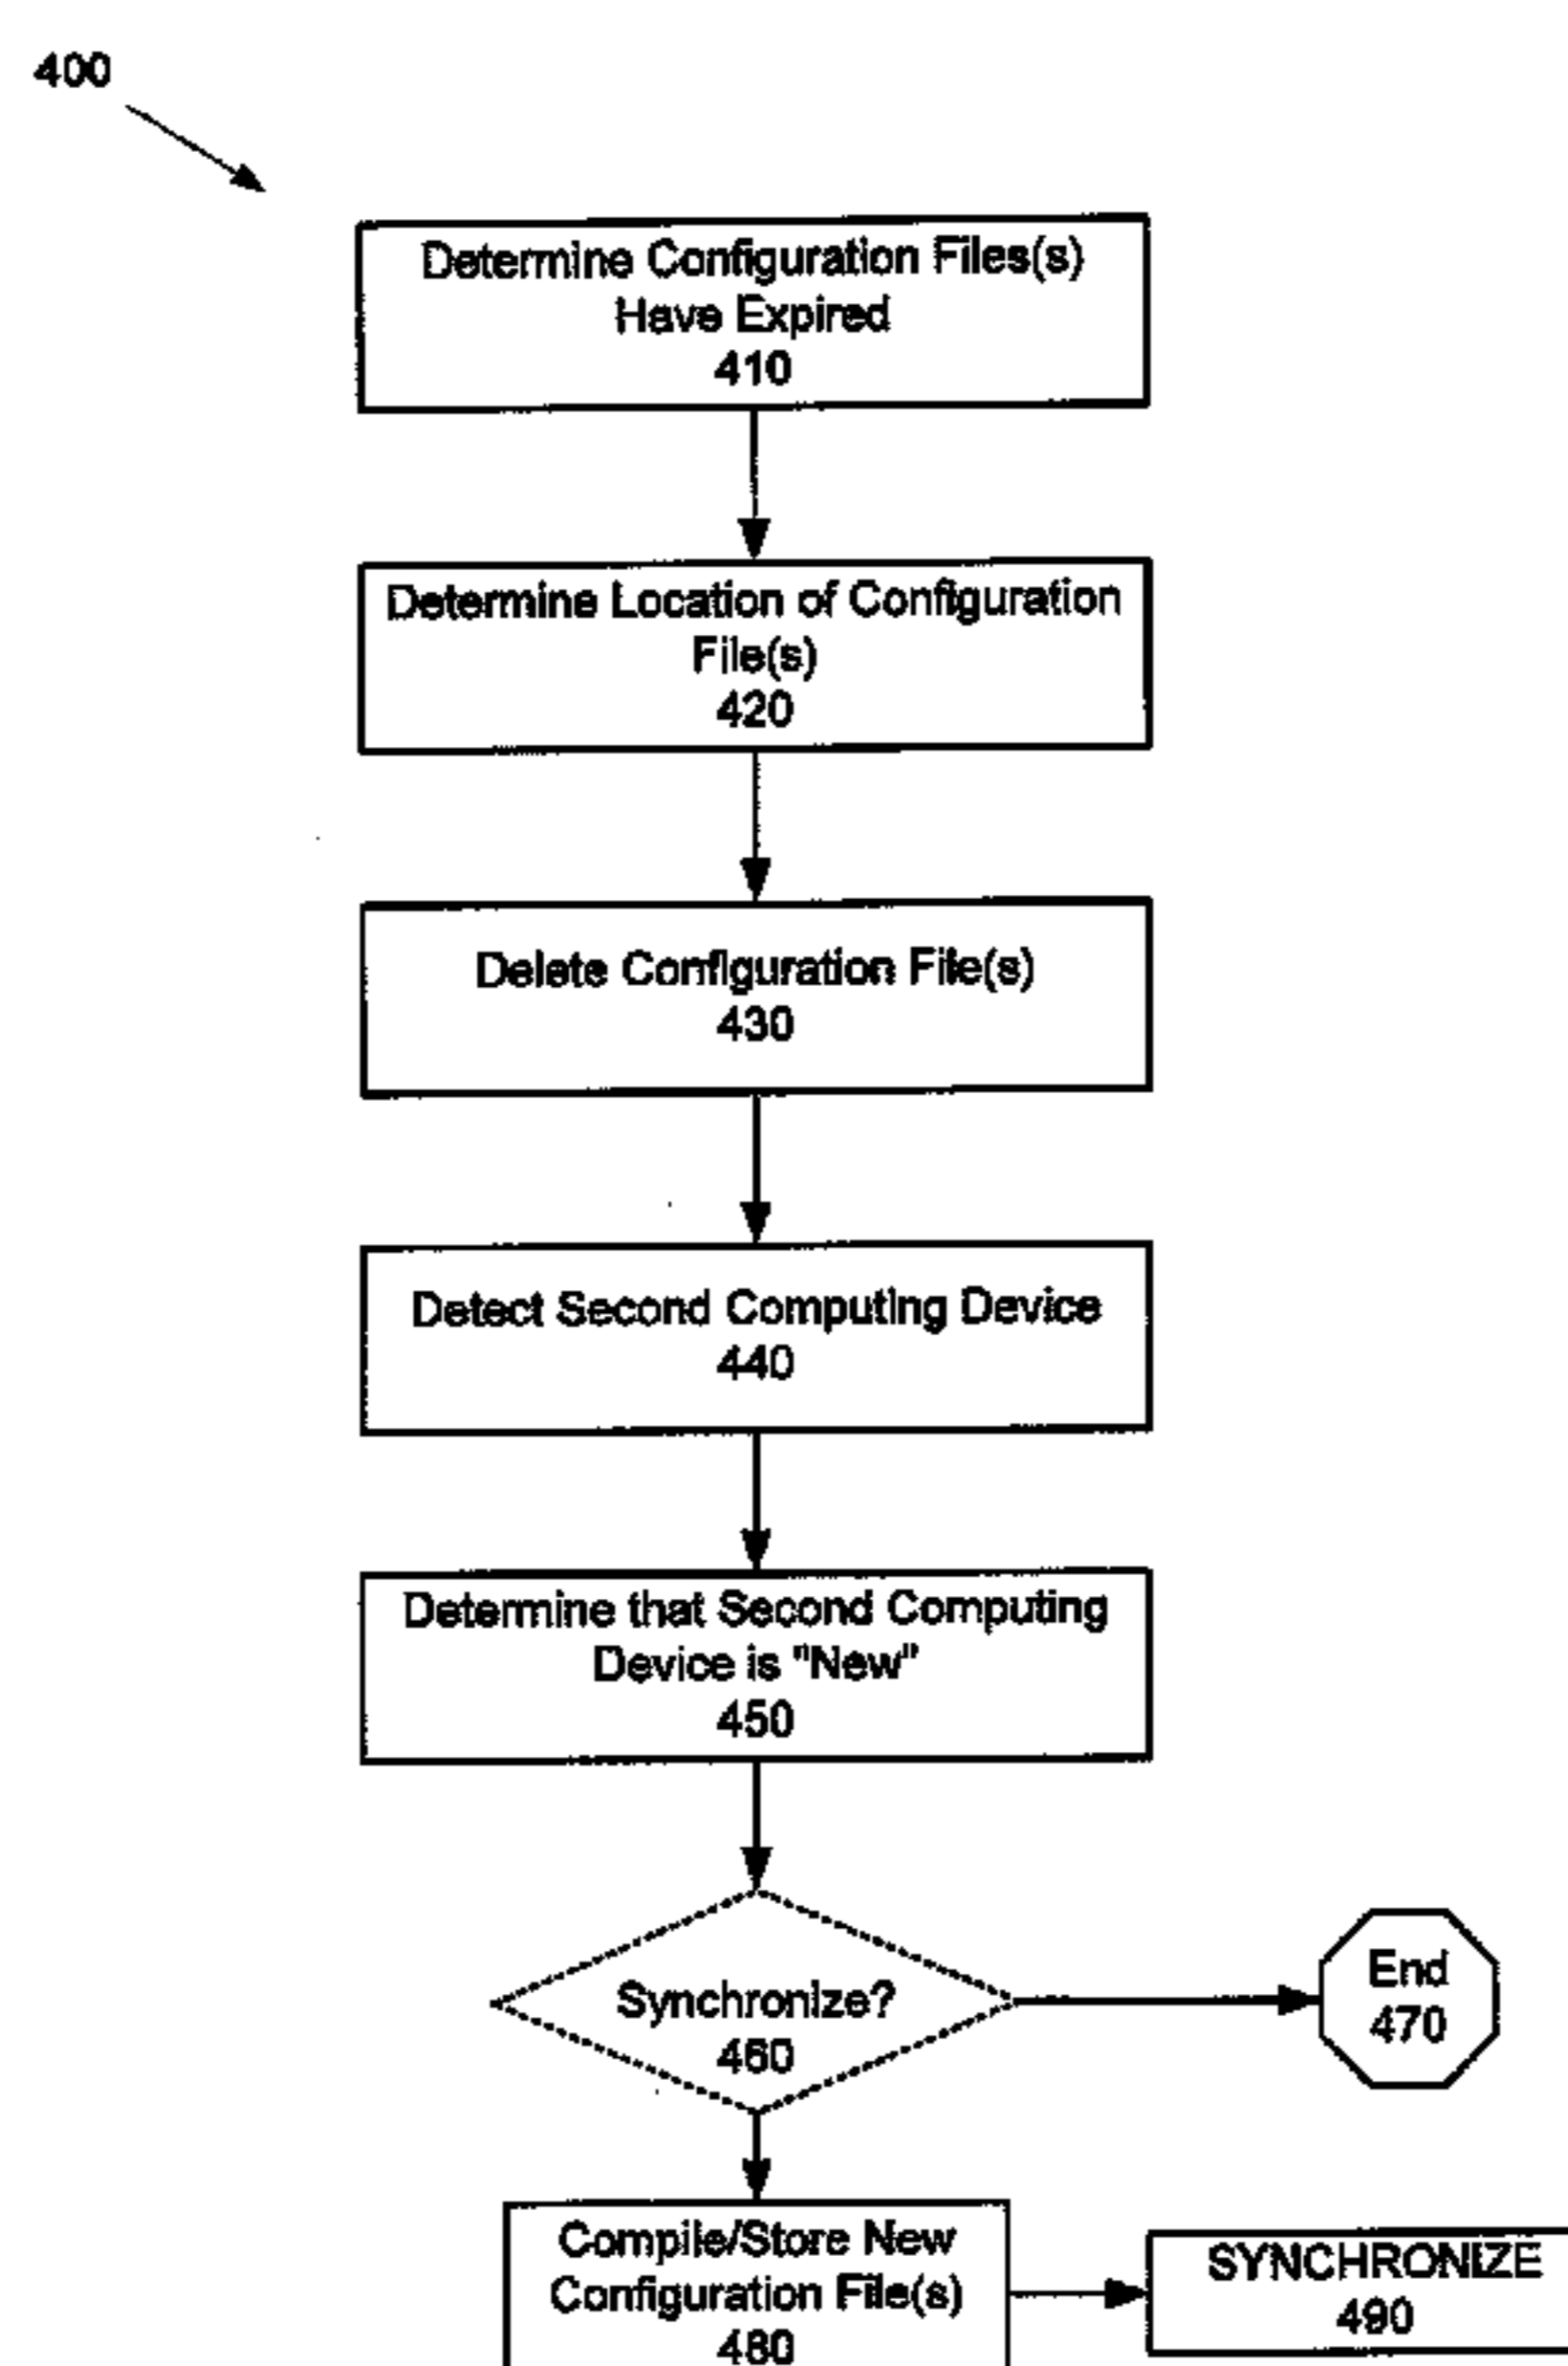 400
Determine Configuration Files(s)
Have Expired
410
Determine Location of Configuration
File(s)
420
Delete Configuration File(s)
430
Detect Second Computing Device
440
Determine that Second Computing
Device is "New"
450
Synchronize?
460
End
470
Compile/Store New
Configuration File(s)
480
SYNCHRONIZE
490